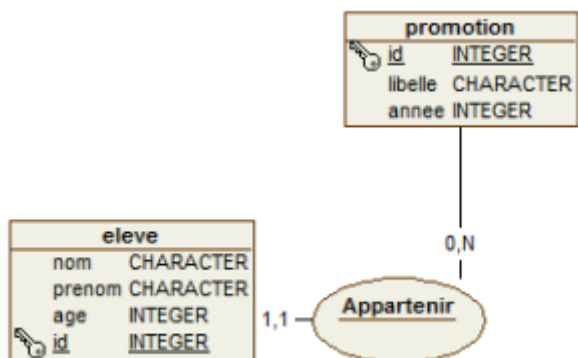 promotion
id INTEGER
libelle CHARACTER
annee INTEGER
0,N
eleve
nom CHARACTER
prenom CHARACTER
age INTEGER
id INTEGER
1,1
Appartenir